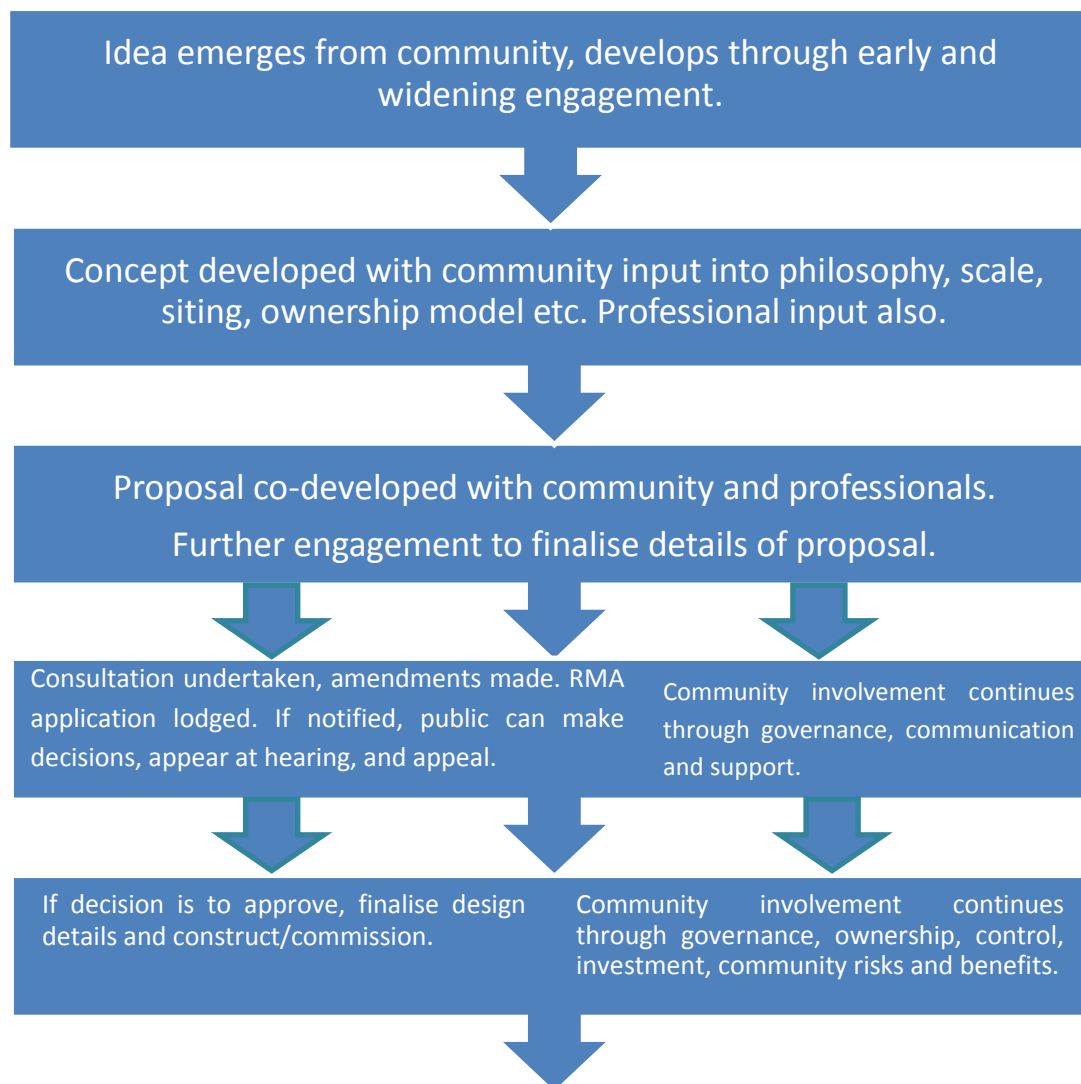 Idea emerges from community, develops through early and
widening engagement.
Concept developed with community input into philosophy, scale,
siting, ownership model etc. Professional input also.
Proposal co-developed with community and professionals.
Further engagement to finalise details of proposal.
Consultation undertaken, amendments made. RMA
application lodged. If notified, public can make
decisions, appear at hearing, and appeal.
Community involvement continues
through governance, communication
and support.
If decision is to approve, finalise design
details and construct/commission.
Community involvement continues
through governance, ownership, control,
investment, community risks and benefits.